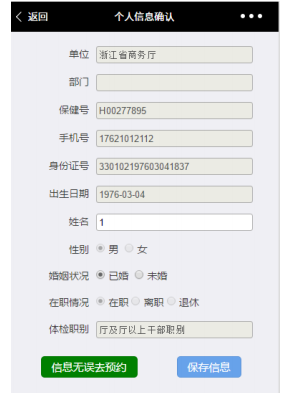 返回 个人信息确认
单位 浙江省商务厅
部门
保健号 H00277895
手机号 17621012112
身份证号 330102197603041837
出生日期 1976-03-04
姓名 1
性别 男 女
婚姻状况 已婚 未婚
在职情况 在职 离职 退休
体检职别 厅及厅以上干部职别
信息无误去预约 保存信息